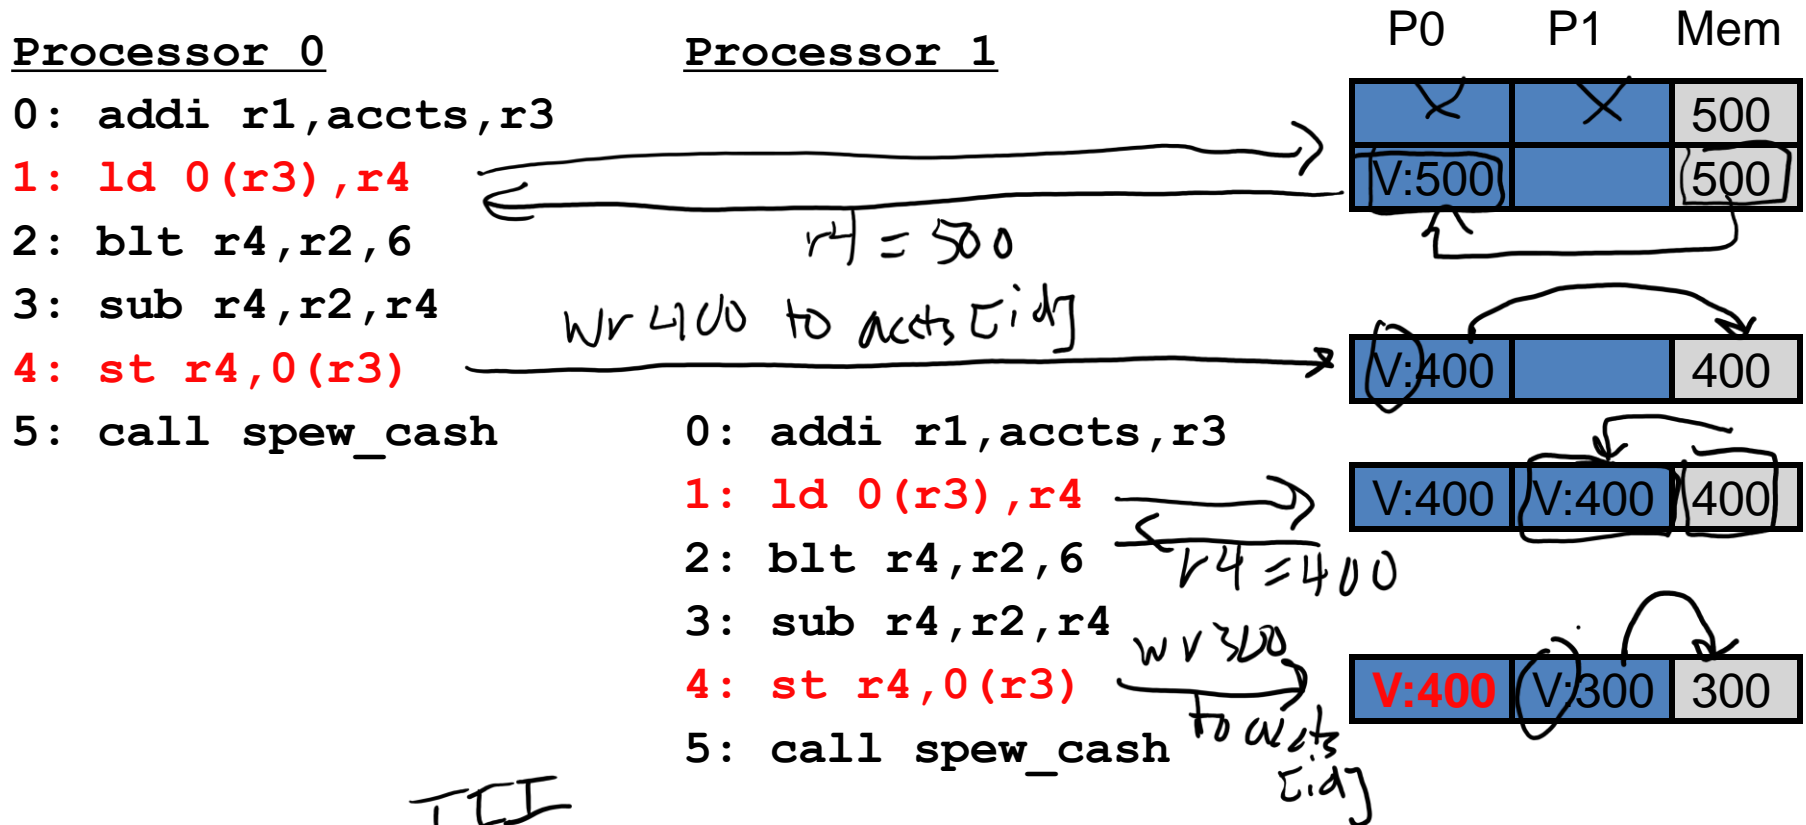 Processor 0 Processor 1 P0 P1 Mem
0: addi r1,accts,r3 X X 500
1: ld 0(r3),r4 V:500 500
2: blt r4,r2,6 r4 = 500
3: sub r4,r2,r4 Wr 400 to accts [id]
4: st r4,0(r3) V:400 400
5: call spew_cash 0: addi r1,accts,r3
1: ld 0(r3),r4 V:400 V:400 400
2: blt r4,r2,6 r4 = 400
3: sub r4,r2,r4 wr 300
4: st r4,0(r3) to accts V:400 V:300 300
5: call spew_cash [id]